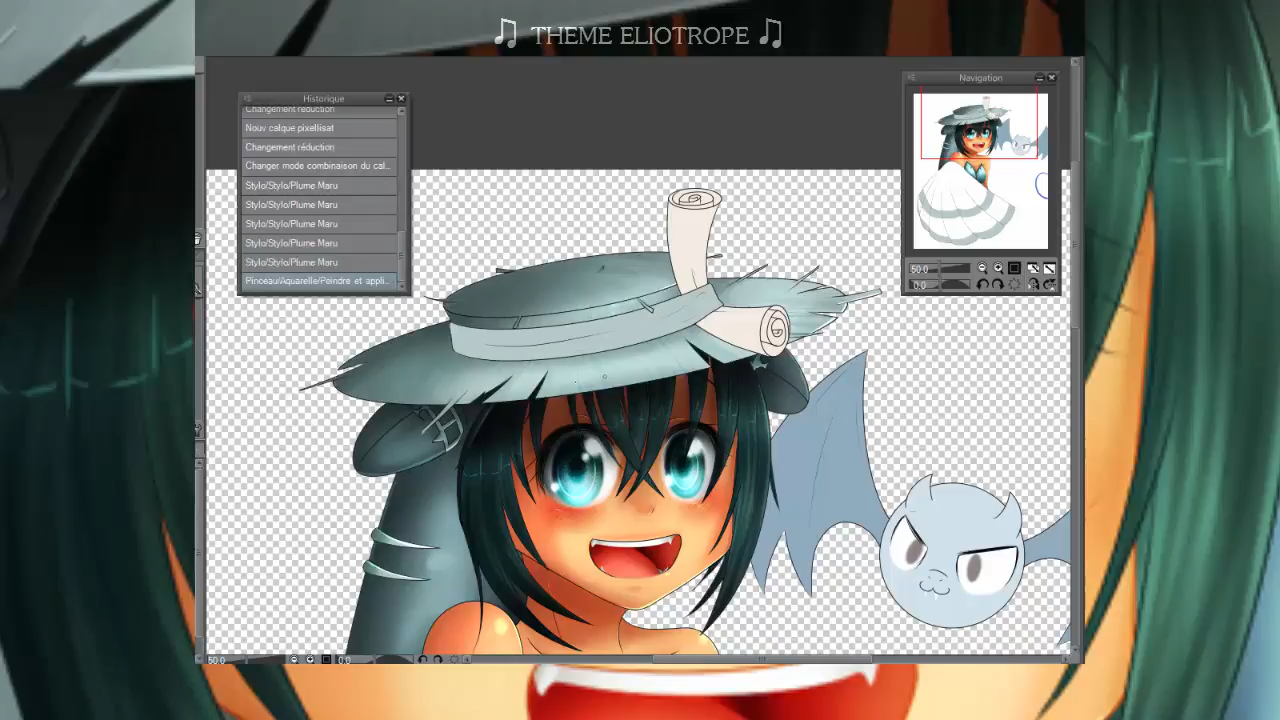 ♫ THEME ELIOTROPE ♫
Navigation
Historique
Changement réduction
Nouv calque pixellisat
Changement réduction
Changer mode combinaison du cal...
Stylo/Stylo/Plume Maru
Stylo/Stylo/Plume Maru
Stylo/Stylo/Plume Maru
Stylo/Stylo/Plume Maru
Stylo/Stylo/Plume Maru
Pinceau/Aquarelle/Peindre et appli...
50.0
0.0
50.0 0.0